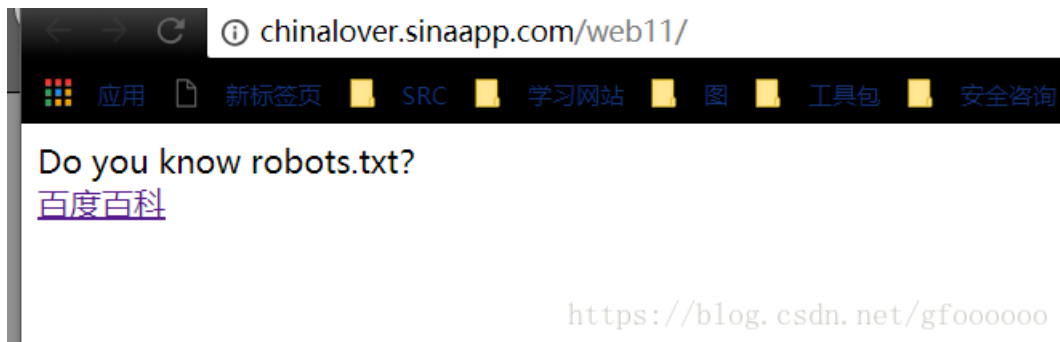 chinalover.sinaapp.com/web11/
应用 新标签页 SRC 学习网站 图 工具包 安全咨询
Do you know robots.txt?
百度百科
https://blog.csdn.net/gfoooooo